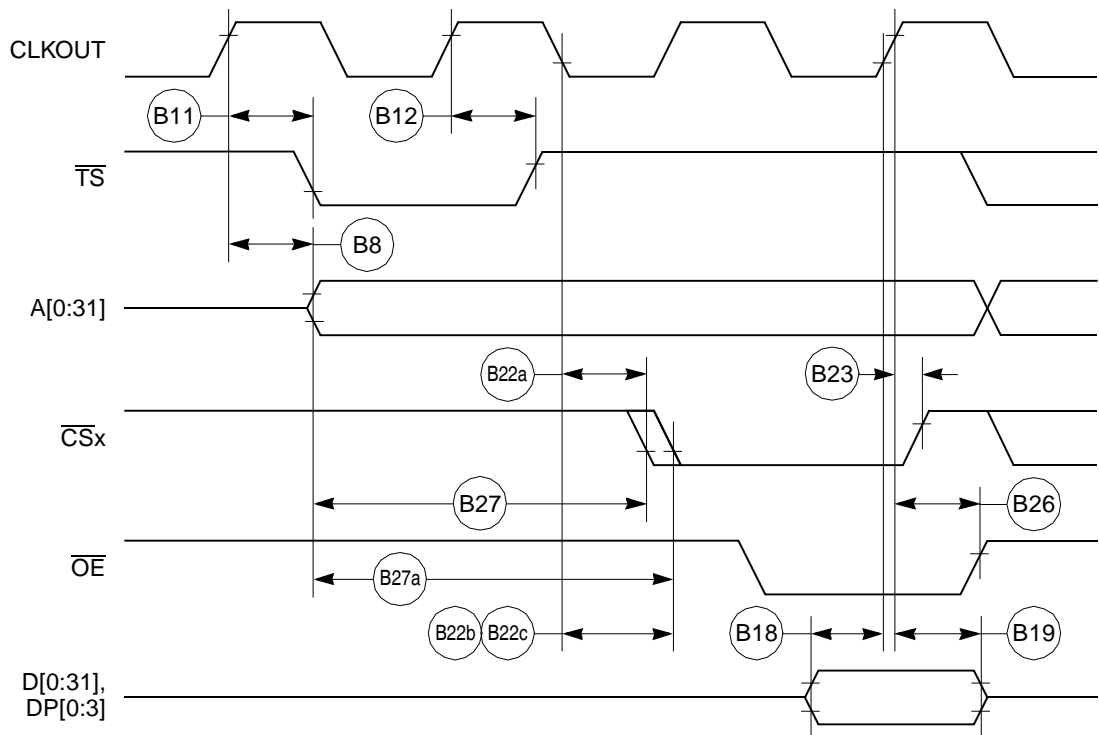 CLKOUT
B11
B12
TS
B8
A[0:31]
B22a
B23
CSx
B27
B26
OE
B27a
B22b
B22c
B18
B19
D[0:31],
DP[0:3]